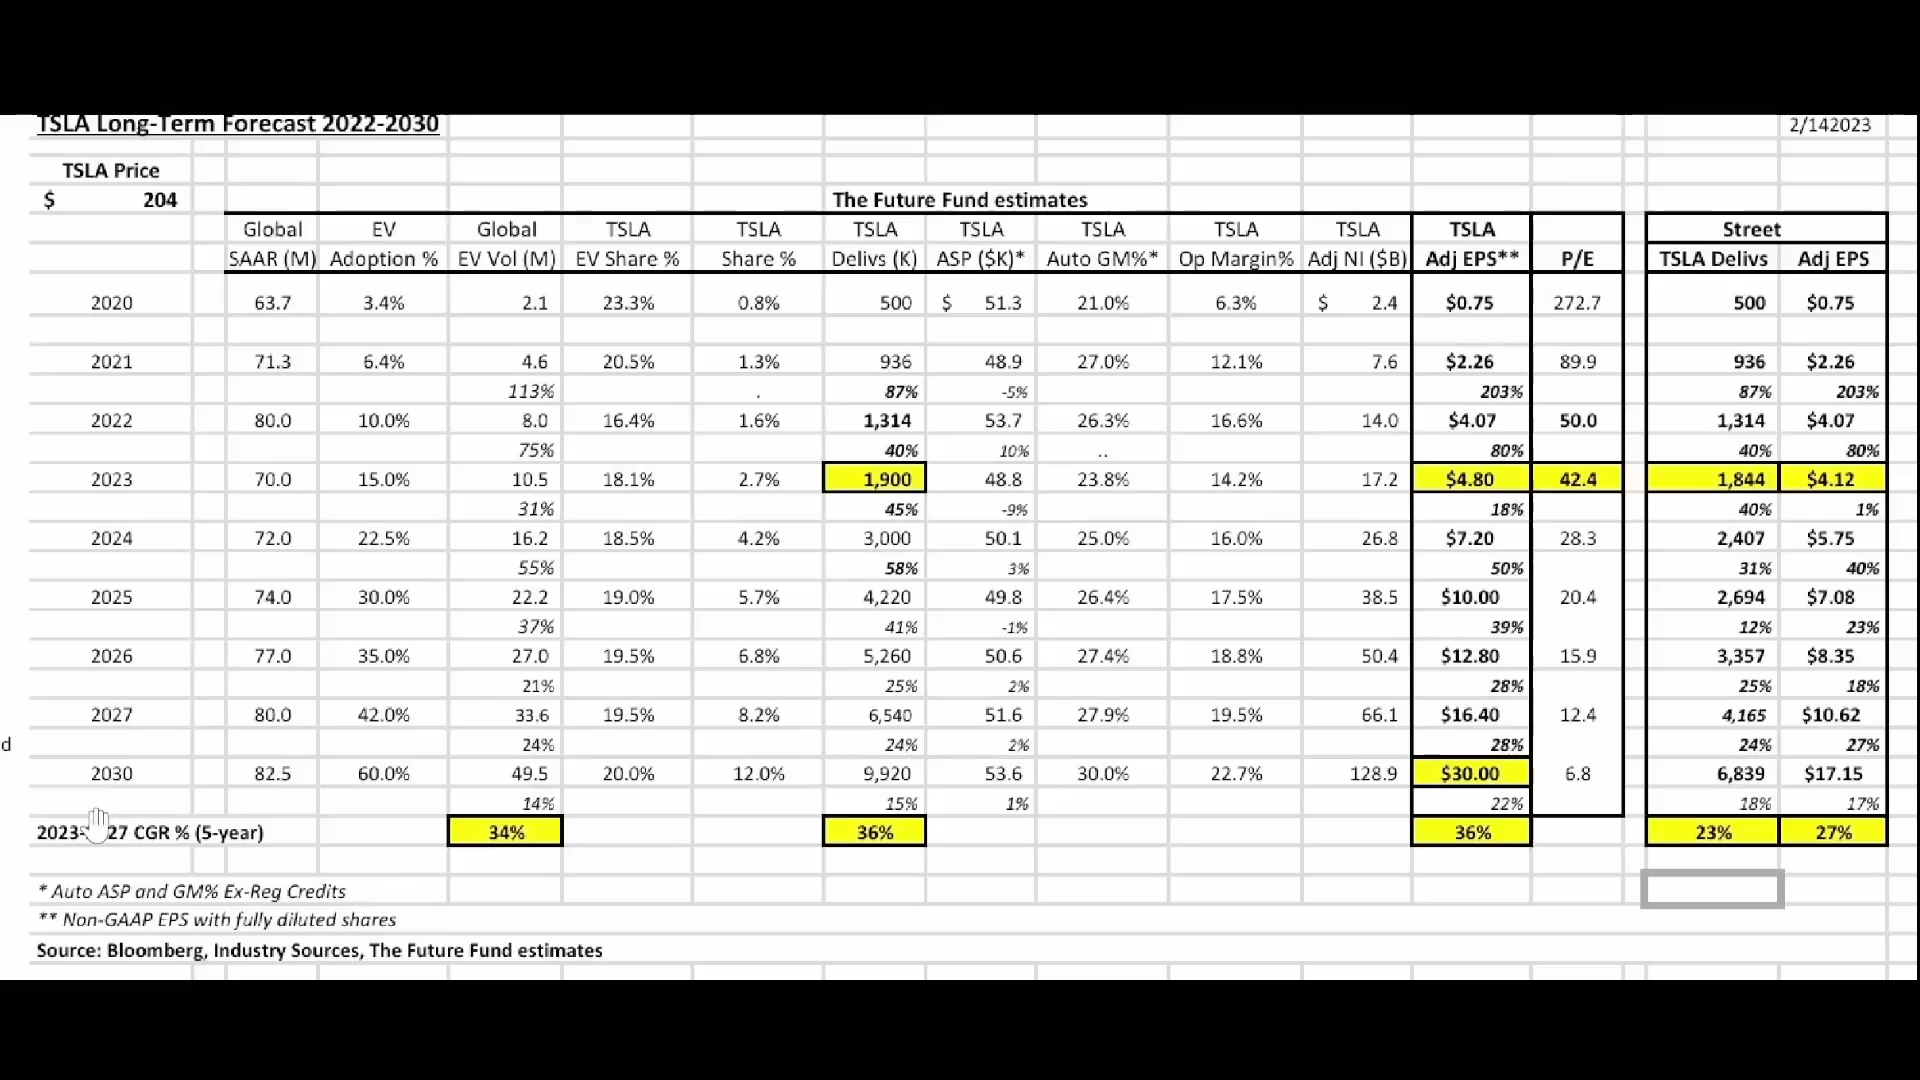 TSLA Long-Term Forecast 2022-2030 2/142023
TSLA Price
$ 204 The Future Fund estimates
Global EV Global TSLA TSLA TSLA TSLA TSLA TSLA TSLA TSLA Street
SAAR (M) Adoption % EV Vol (M) EV Share % Share % Delivs (K) ASP ($K)* Auto GM%* Op Margin% Adj NI ($B) Adj EPS** P/E TSLA Delivs Adj EPS
2020 63.7 3.4% 2.1 23.3% 0.8% 500 $ 51.3 21.0% 6.3% $ 2.4 $0.75 272.7 500 $0.75
2021 71.3 6.4% 4.6 20.5% 1.3% 936 48.9 27.0% 12.1% 7.6 $2.26 89.9 936 $2.26
113% . 87% -5% 203% 87% 203%
2022 80.0 10.0% 8.0 16.4% 1.6% 1,314 53.7 26.3% 16.6% 14.0 $4.07 50.0 1,314 $4.07
75% 40% 10% .. 80% 40% 80%
2023 70.0 15.0% 10.5 18.1% 2.7% 1,900 48.8 23.8% 14.2% 17.2 $4.80 42.4 1,844 $4.12
31% 45% -9% 18% 40% 1%
2024 72.0 22.5% 16.2 18.5% 4.2% 3,000 50.1 25.0% 16.0% 26.8 $7.20 28.3 2,407 $5.75
55% 58% 3% 50% 31% 40%
2025 74.0 30.0% 22.2 19.0% 5.7% 4,220 49.8 26.4% 17.5% 38.5 $10.00 20.4 2,694 $7.08
37% 41% -1% 39% 12% 23%
2026 77.0 35.0% 27.0 19.5% 6.8% 5,260 50.6 27.4% 18.8% 50.4 $12.80 15.9 3,357 $8.35
21% 25% 2% 28% 25% 18%
2027 80.0 42.0% 33.6 19.5% 8.2% 6,540 51.6 27.9% 19.5% 66.1 $16.40 12.4 4,165 $10.62
d 24% 24% 2% 28% 24% 27%
2030 82.5 60.0% 49.5 20.0% 12.0% 9,920 53.6 30.0% 22.7% 128.9 $30.00 6.8 6,839 $17.15
14% 15% 1% 22% 18% 17%
2023 27 CGR % (5-year) 34% 36% 36% 23% 27%
* Auto ASP and GM% Ex-Reg Credits
** Non-GAAP EPS with fully diluted shares
Source: Bloomberg, Industry Sources, The Future Fund estimates